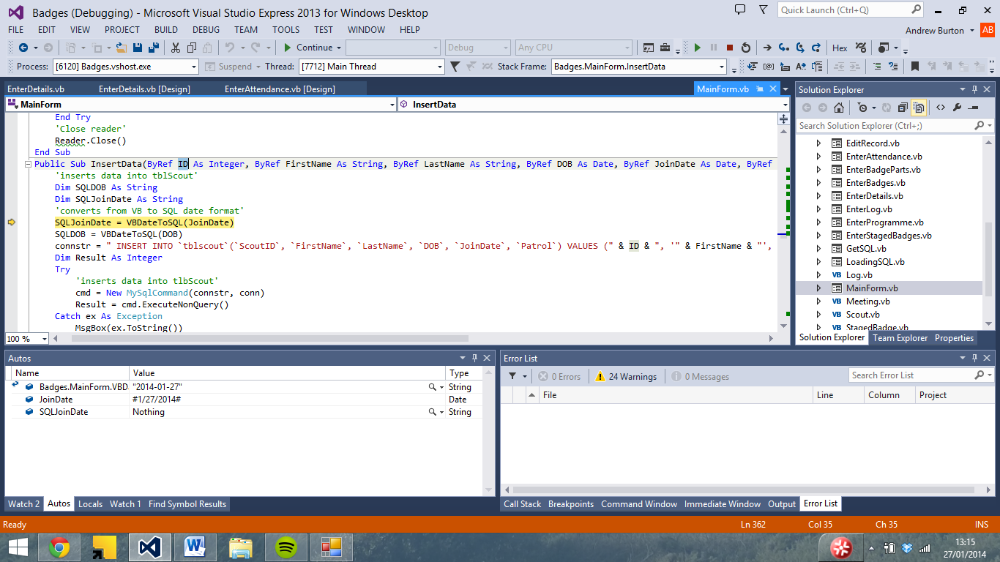 Badges (Debugging) - Microsoft Visual Studio Express 2013 for Windows Desktop
Quick Launch (Ctrl+Q)
FILE EDIT VIEW PROJECT BUILD DEBUG TEAM TOOLS TEST WINDOW HELP
Andrew Burton AB
Continue Debug Any CPU Hex
Process: [6120] Badges.vshost.exe Suspend Thread: [7712] Main Thread Stack Frame: Badges.MainForm.InsertData
EnterDetails.vb EnterDetails.vb [Design] EnterAttendance.vb [Design] MainForm.vb
MainForm InsertData
End Try
'Close reader'
Reader.Close()
End Sub
Public Sub InsertData(ByRef ID As Integer, ByRef FirstName As String, ByRef LastName As String, ByRef DOB As Date, ByRef JoinDate As Date, ByRef
'inserts data into tblScout'
Dim SQLDOB As String
Dim SQLJoinDate As String
'converts from VB to SQL date format'
SQLJoinDate = VBDateToSQL(JoinDate)
SQLDOB = VBDateToSQL(DOB)
connstr = " INSERT INTO `tblscout`(`ScoutID`, `FirstName`, `LastName`, `DOB`, `JoinDate`, `Patrol`) VALUES (" & ID & ", '" & FirstName & "',
Dim Result As Integer
Try
'inserts data into tlbScout'
cmd = New MySqlCommand(connstr, conn)
Result = cmd.ExecuteNonQuery()
Catch ex As Exception
MsgBox(ex.ToString())
100 %
Solution Explorer
Search Solution Explorer (Ctrl+;)
EditRecord.vb
EnterAttendance.vb
EnterBadgeParts.vb
EnterBadges.vb
EnterDetails.vb
EnterLog.vb
EnterProgramme.vb
EnterStagedBadges.vb
GetSQL.vb
LoadingSQL.vb
VB Log.vb
MainForm.vb
VB Meeting.vb
VB Scout.vb
VB StagedBadge.vb
Solution Explorer Team Explorer Properties
Autos
Name Value Type
Badges.MainForm.VBD "2014-01-27" String
JoinDate #1/27/2014# Date
SQLJoinDate Nothing String
Watch 2 Autos Locals Watch 1 Find Symbol Results
Error List
0 Errors 24 Warnings 0 Messages Search Error List
File Line Column Project
Call Stack Breakpoints Command Window Immediate Window Output Error List
Ready Ln 362 Col 35 Ch 35 INS
13:15
27/01/2014